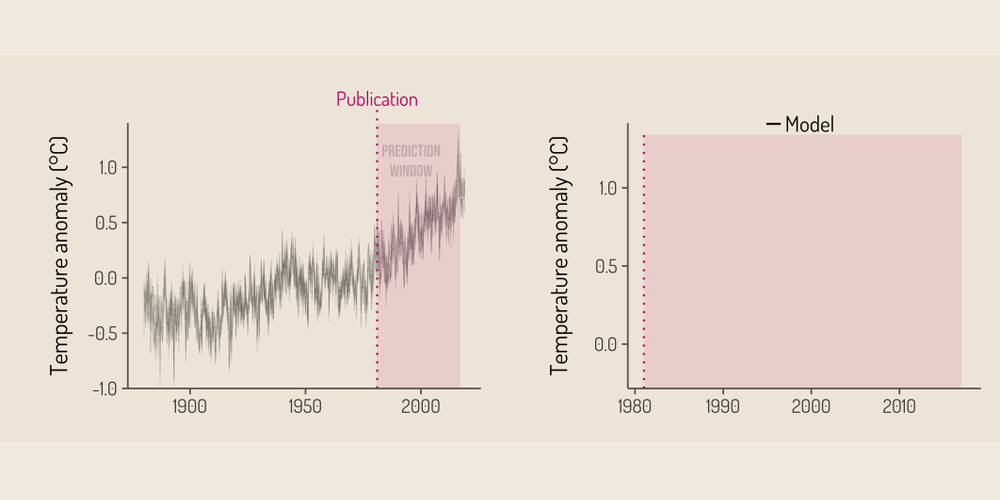 Publication
PREDICTION
WINDOW
Temperature anomaly (°C)
1.0
0.5
0.0
-0.5
-1.0
1900
1950
2000
Model
Temperature anomaly (°C)
1.0
0.5
0.0
1980
1990
2000
2010